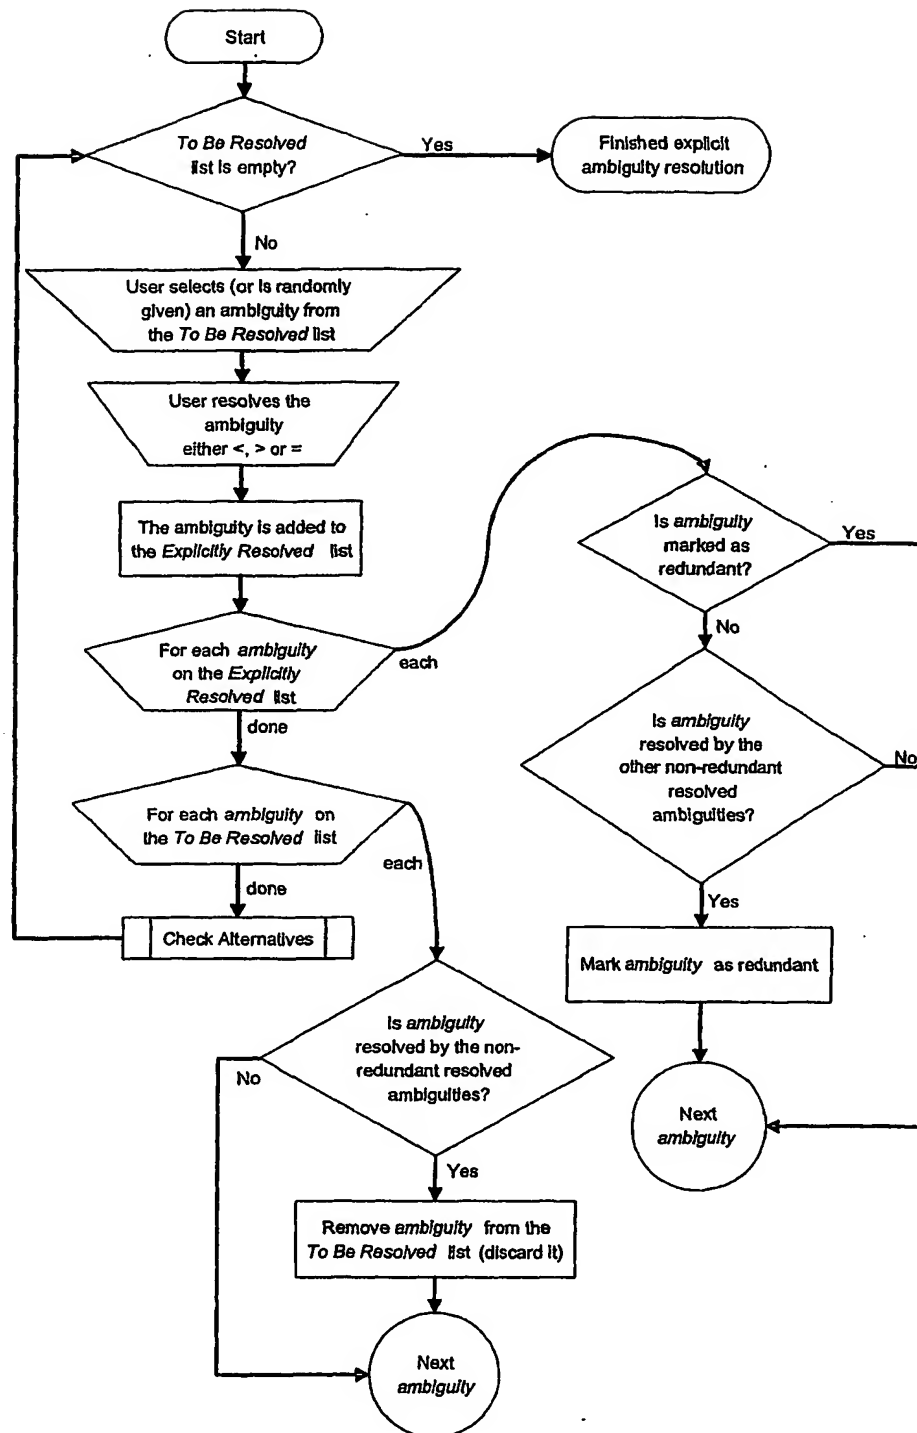 Start
To Be Resolved
list is empty?
Yes
Finished explicit
ambiguity resolution
No
User selects (or is randomly
given) an ambiguity from
the To Be Resolved list
User resolves the
ambiguity
either <, > or =
The ambiguity is added to
the Explicitly Resolved list
For each ambiguity
on the Explicitly
Resolved list
each
done
For each ambiguity on
the To Be Resolved list
each
done
Check Alternatives
Is ambiguity
marked as
redundant?
Yes
No
Is ambiguity
resolved by the
other non-redundant
resolved
ambiguities?
No
Yes
Mark ambiguity as redundant
Next
ambiguity
Is ambiguity
resolved by the non-
redundant resolved
ambiguities?
No
Yes
Remove ambiguity from the
To Be Resolved list (discard it)
Next
ambiguity